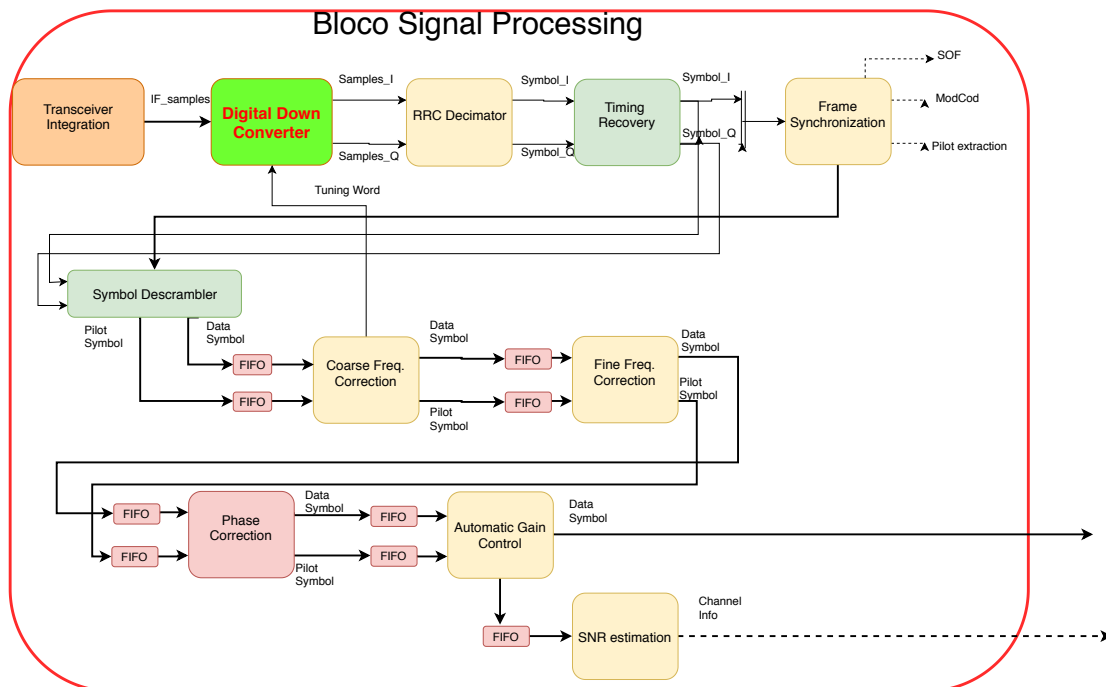 Bloco Signal Processing
Transceiver
Integration
IF_samples
Digital Down
Converter
Samples_I
Samples_Q
RRC Decimator
Symbol_I
Symbol_Q
Timing
Recovery
Symbol_I
Symbol_Q
Frame
Synchronization
SOF
ModCod
Pilot extraction
Tuning Word
Symbol Descrambler
Pilot
Symbol
Data
Symbol
FIFO
FIFO
Coarse Freq.
Correction
Data
Symbol
Pilot
Symbol
FIFO
FIFO
Fine Freq.
Correction
Data
Symbol
Pilot
Symbol
FIFO
FIFO
Phase
Correction
Data
Symbol
Pilot
Symbol
FIFO
FIFO
Automatic Gain
Control
Data
Symbol
FIFO
SNR estimation
Channel
Info